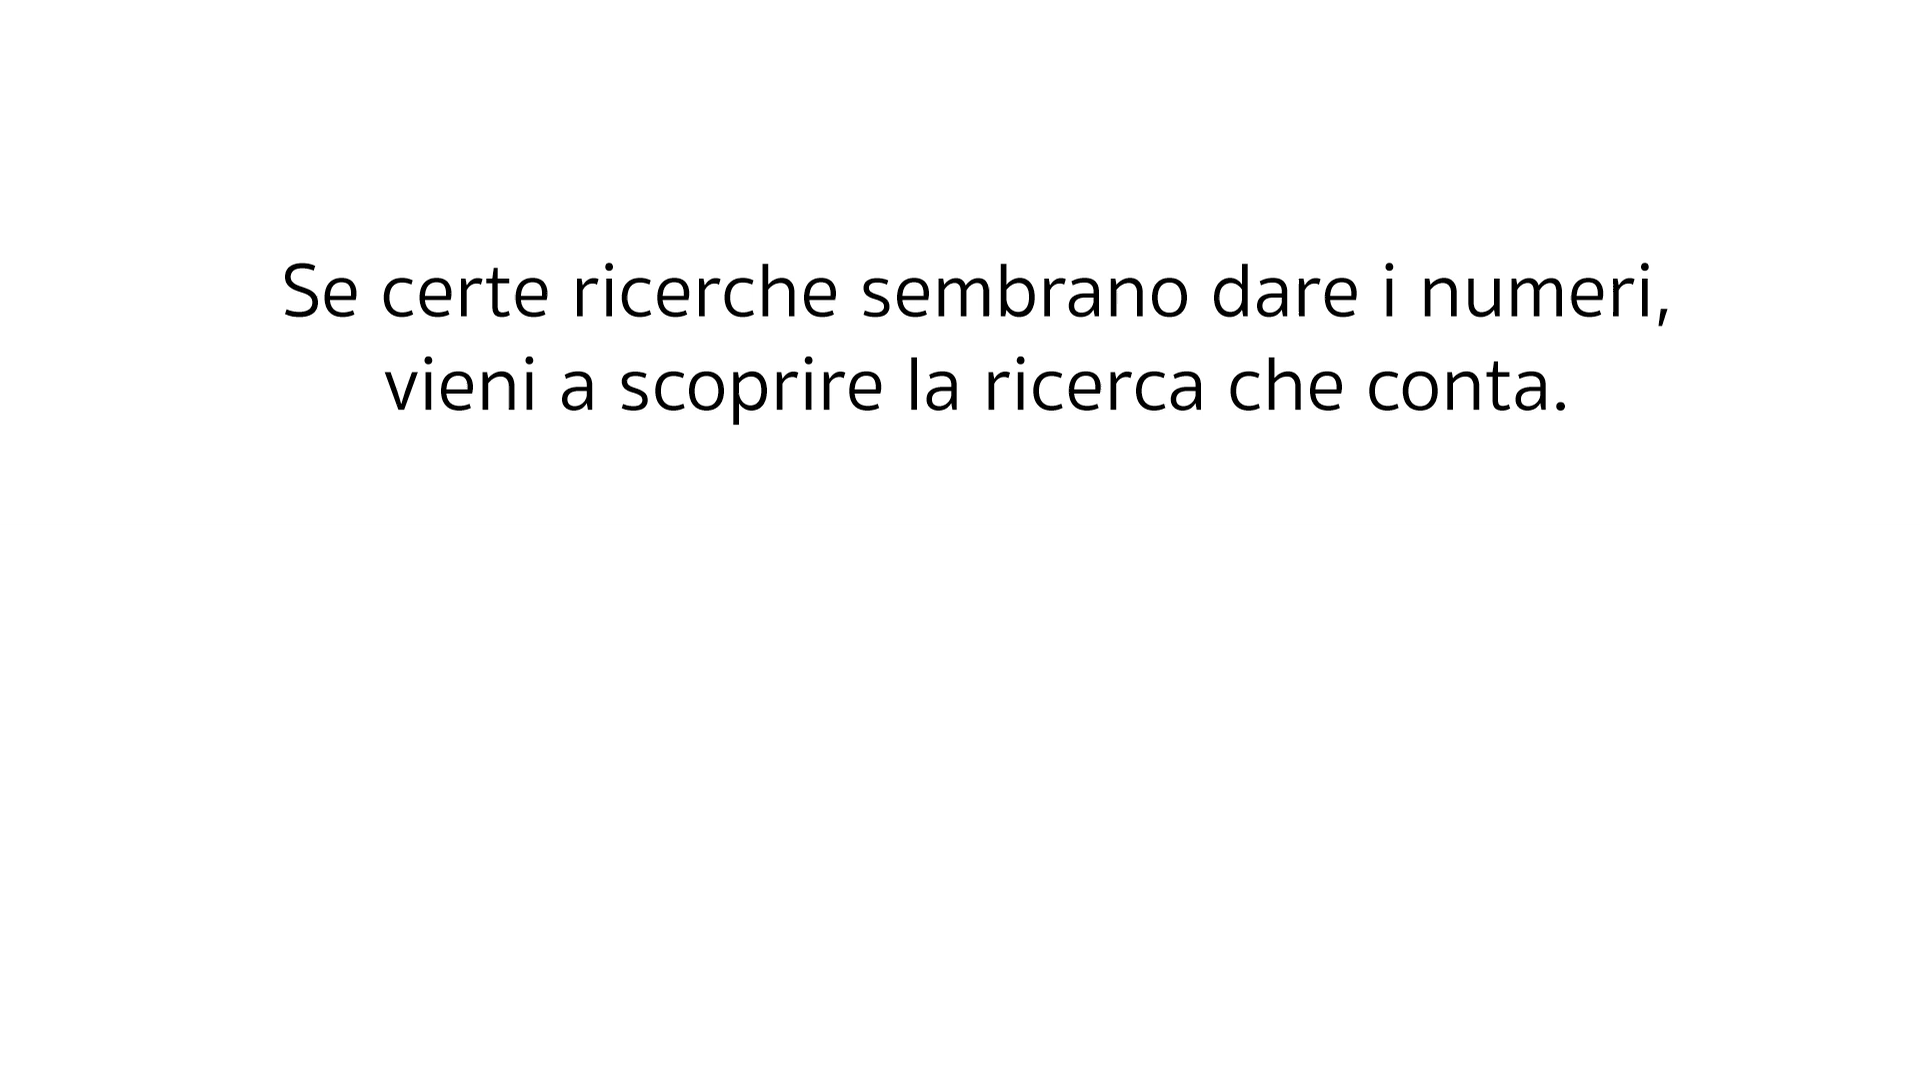 Se certe ricerche sembrano dare i numeri,
vieni a scoprire la ricerca che conta.